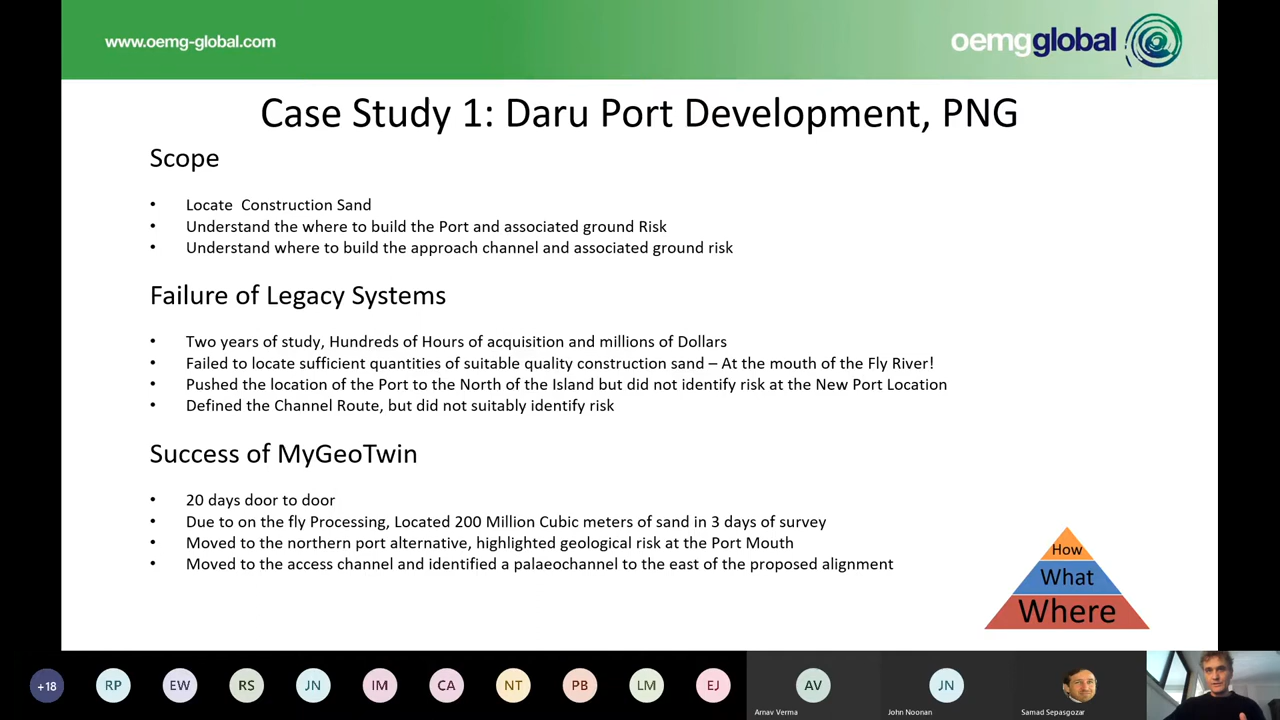 www.oemg-global.com
oemgglobal
Case Study 1: Daru Port Development, PNG
Scope
• Locate Construction Sand
• Understand the where to build the Port and associated ground Risk
• Understand where to build the approach channel and associated ground risk
Failure of Legacy Systems
• Two years of study, Hundreds of Hours of acquisition and millions of Dollars
• Failed to locate sufficient quantities of suitable quality construction sand – At the mouth of the Fly River!
• Pushed the location of the Port to the North of the Island but did not identify risk at the New Port Location
• Defined the Channel Route, but did not suitably identify risk
Success of MyGeoTwin
• 20 days door to door
• Due to on the fly Processing, Located 200 Million Cubic meters of sand in 3 days of survey
• Moved to the northern port alternative, highlighted geological risk at the Port Mouth
• Moved to the access channel and identified a palaeochannel to the east of the proposed alignment
How
What
Where
+18
RP
EW
RS
JN
IM
CA
NT
PB
LM
EJ
AV
JN
Arnav Verma
John Noonan
Samad Sepasgozar